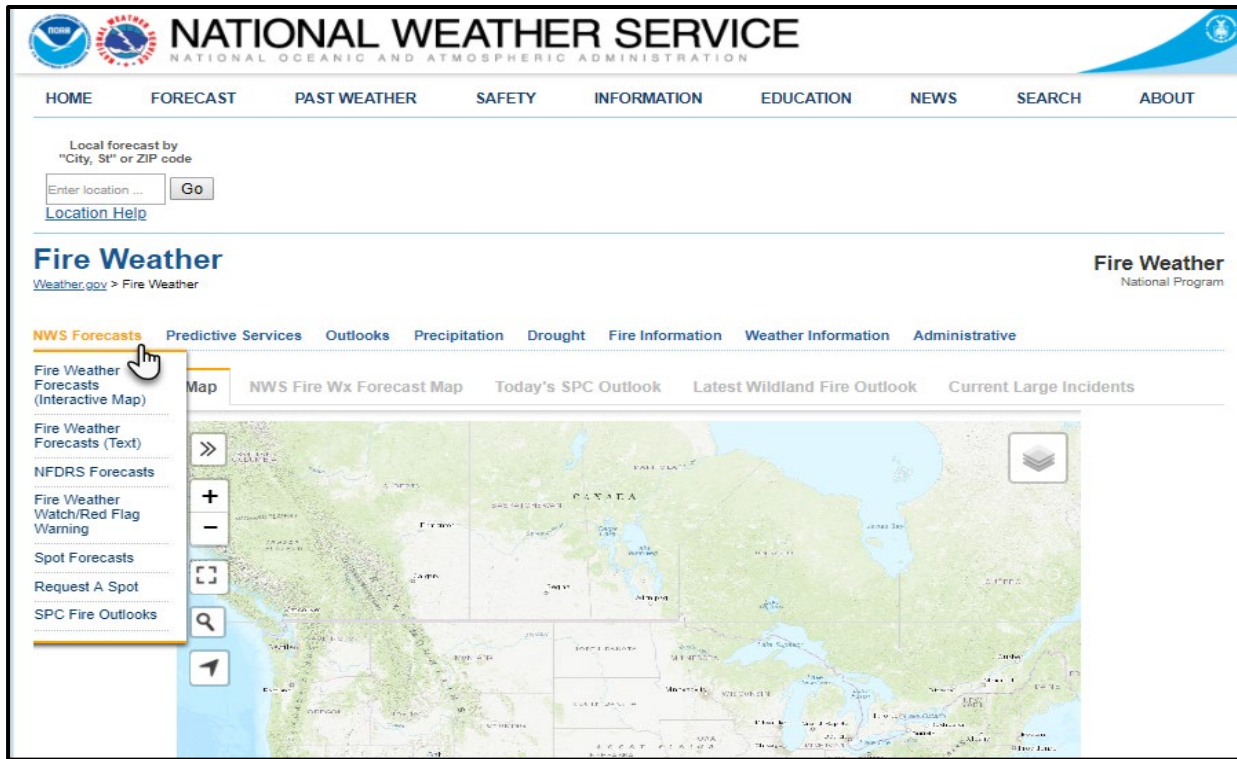 NOAA
NATIONAL WEATHER SERVICE
NATIONAL OCEANIC AND ATMOSPHERIC ADMINISTRATION
HOME FORECAST PAST WEATHER SAFETY INFORMATION EDUCATION NEWS SEARCH ABOUT
Local forecast by
"City, St" or ZIP code
Enter location ... Go
Location Help
Fire Weather
Weather.gov > Fire Weather
Fire Weather
National Program
NWS Forecasts Predictive Services Outlooks Precipitation Drought Fire Information Weather Information Administrative
Fire Weather
Forecasts
(Interactive Map)
Fire Weather
Forecasts (Text)
NFDRS Forecasts
Fire Weather
Watch/Red Flag
Warning
Spot Forecasts
Request A Spot
SPC Fire Outlooks
Map NWS Fire Wx Forecast Map Today's SPC Outlook Latest Wildland Fire Outlook Current Large Incidents
CANADA